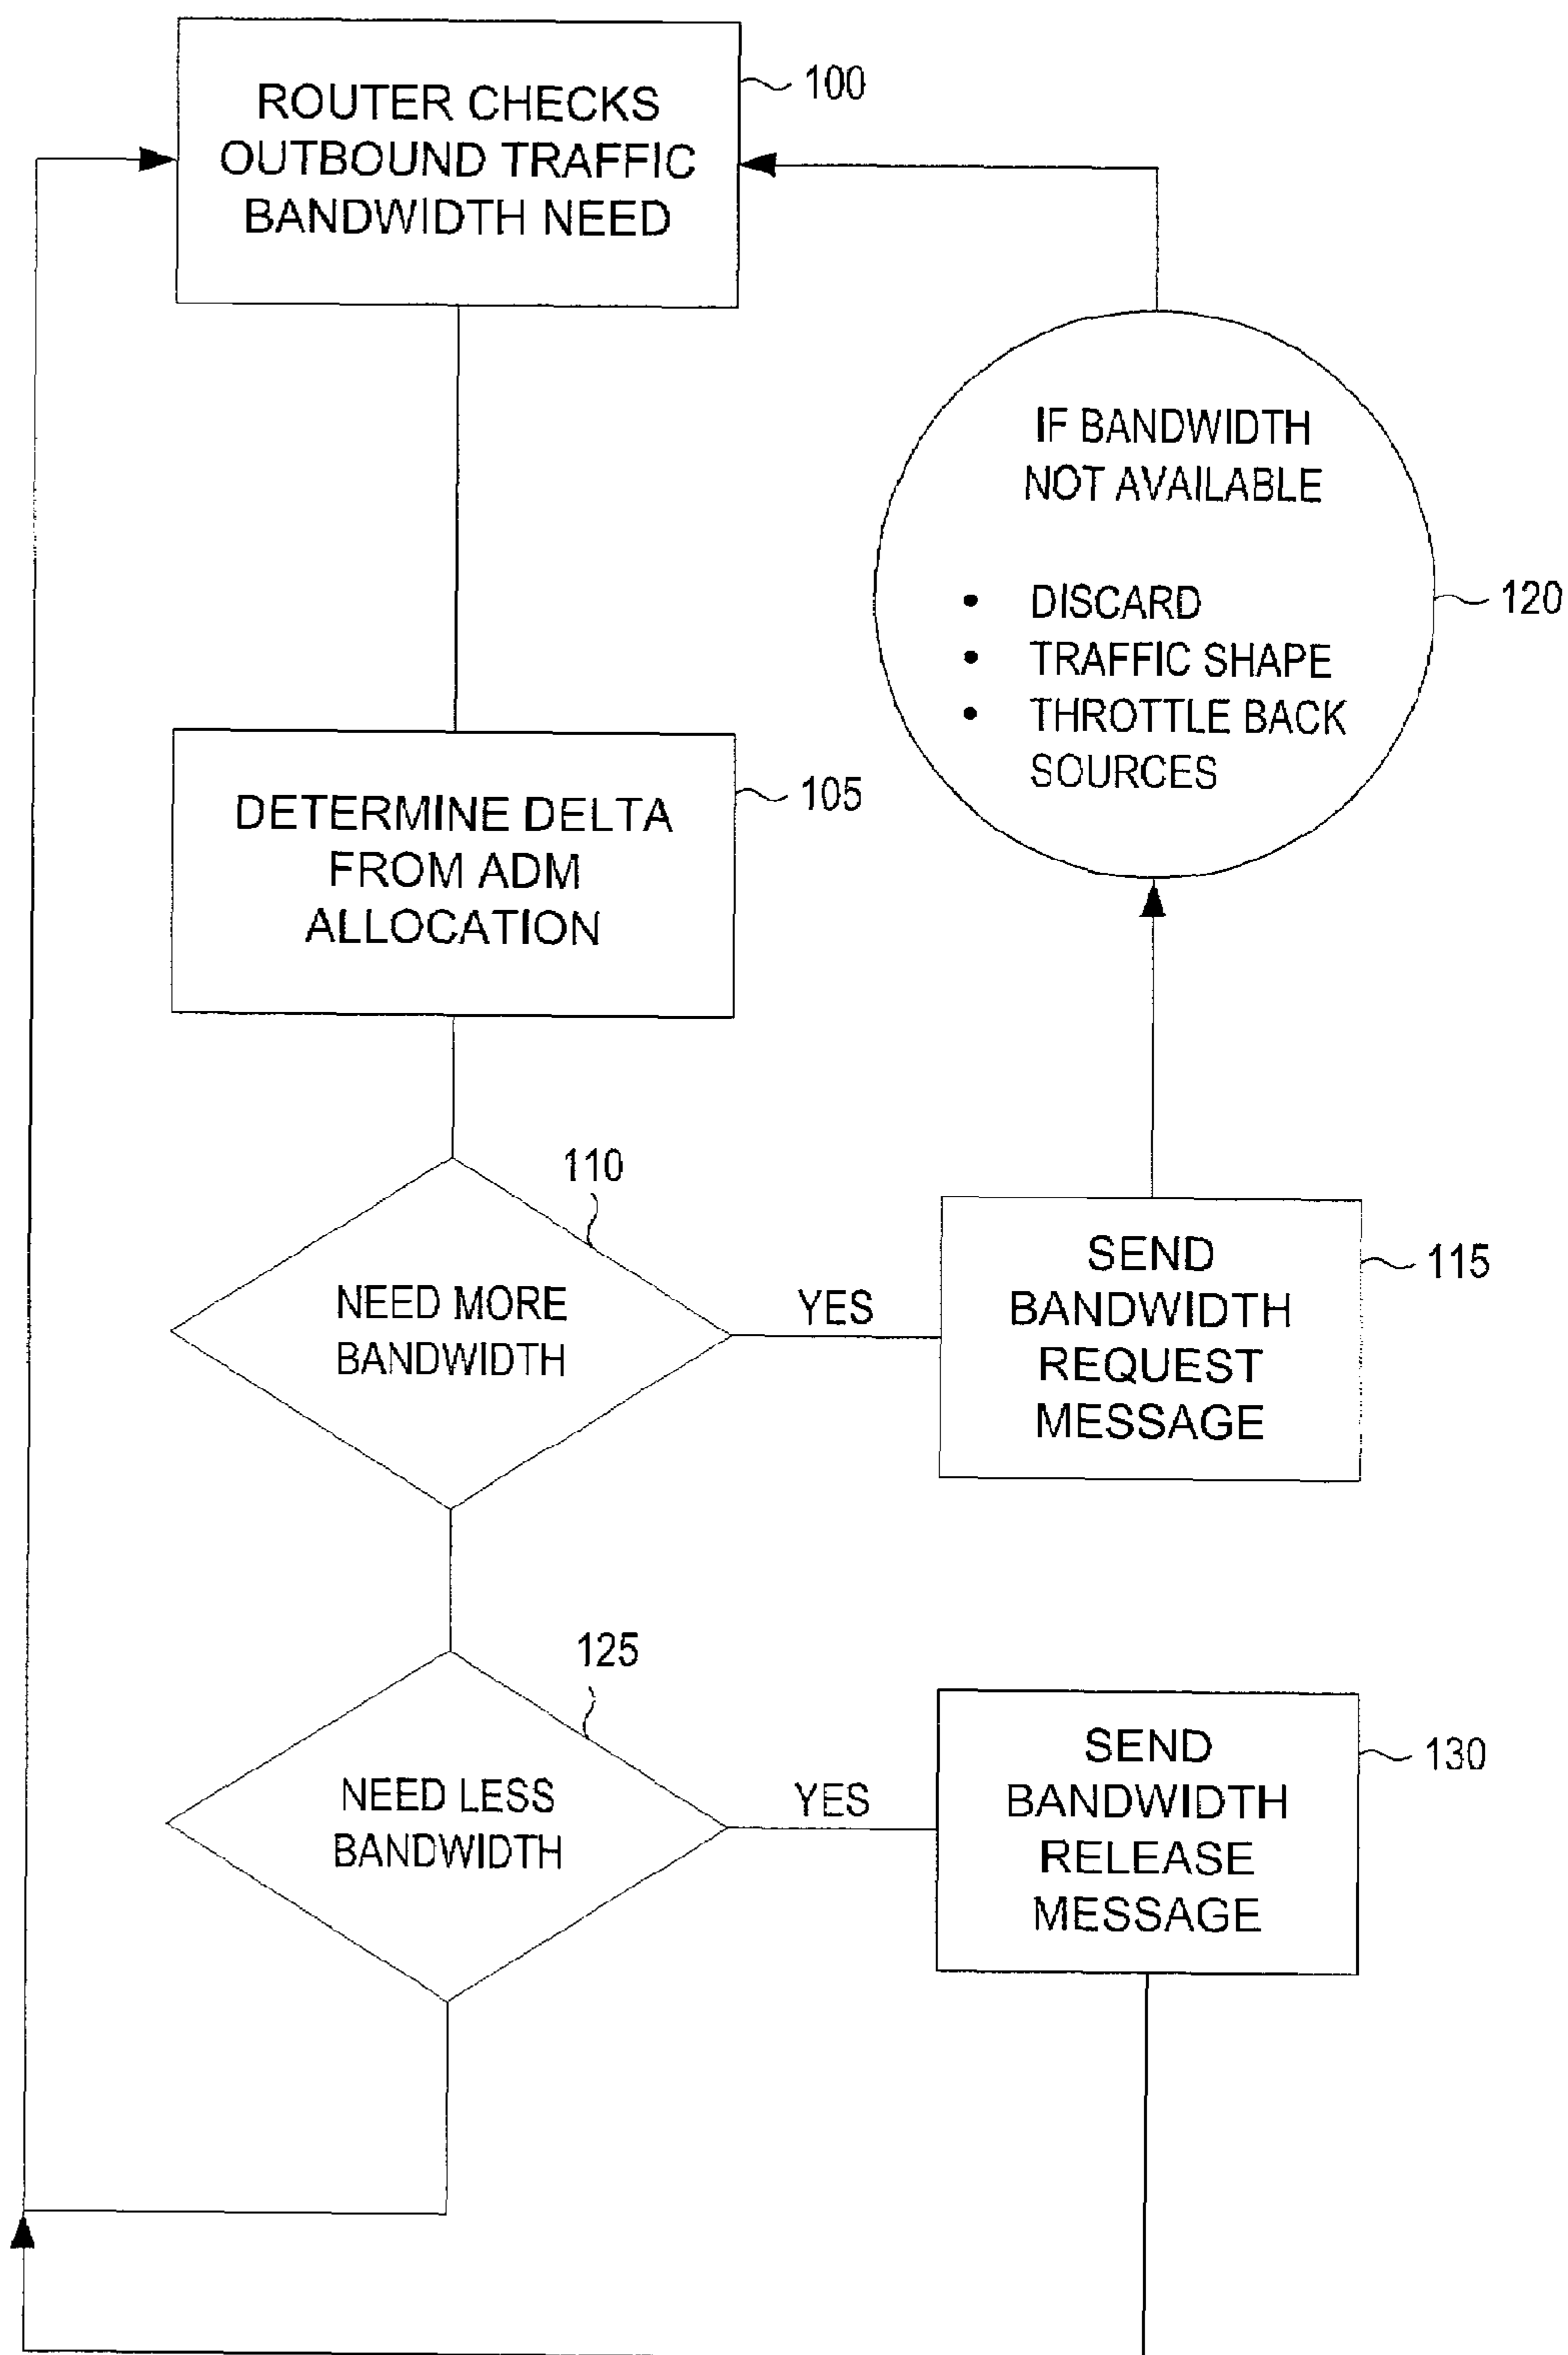 ROUTER CHECKS
OUTBOUND TRAFFIC
BANDWIDTH NEED
100
IF BANDWIDTH
NOT AVAILABLE
• DISCARD
• TRAFFIC SHAPE
• THROTTLE BACK
SOURCES
120
DETERMINE DELTA
FROM ADM
ALLOCATION
105
110
NEED MORE
BANDWIDTH
YES
SEND
BANDWIDTH
REQUEST
MESSAGE
115
125
NEED LESS
BANDWIDTH
YES
SEND
BANDWIDTH
RELEASE
MESSAGE
130